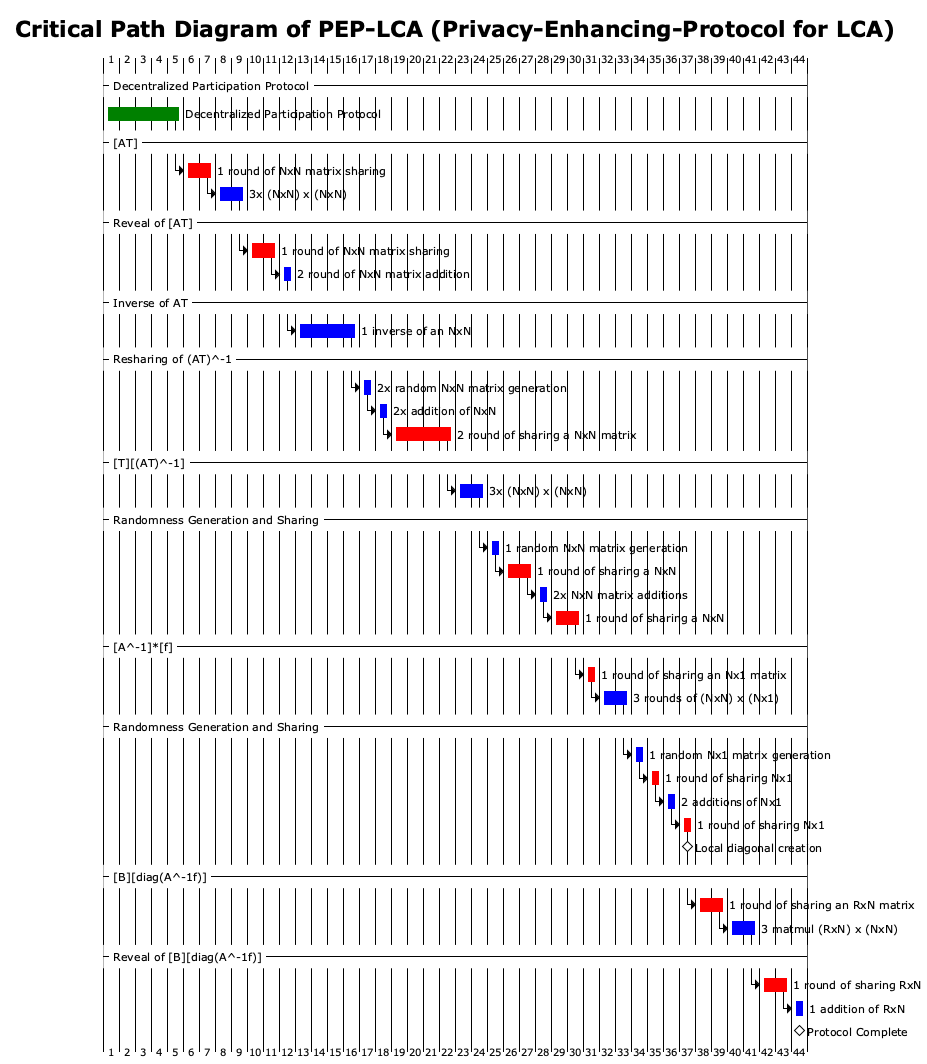 Critical Path Diagram of PEP-LCA (Privacy-Enhancing-Protocol for LCA)
1 2 3 4 5 6 7 8 9 10 11 12 13 14 15 16 17 18 19 20 21 22 23 24 25 26 27 28 29 30 31 32 33 34 35 36 37 38 39 40 41 42 43 44
Decentralized Participation Protocol
Decentralized Participation Protocol
[AT]
1 round of NxN matrix sharing
3x (NxN) x (NxN)
Reveal of [AT]
1 round of NxN matrix sharing
2 round of NxN matrix addition
Inverse of AT
1 inverse of an NxN
Resharing of (AT)^-1
2x random NxN matrix generation
2x addition of NxN
2 round of sharing a NxN matrix
[T][(AT)^-1]
3x (NxN) x (NxN)
Randomness Generation and Sharing
1 random NxN matrix generation
1 round of sharing a NxN
2x NxN matrix additions
1 round of sharing a NxN
[A^-1]*[f]
1 round of sharing an Nx1 matrix
3 rounds of (NxN) x (Nx1)
Randomness Generation and Sharing
1 random Nx1 matrix generation
1 round of sharing Nx1
2 additions of Nx1
1 round of sharing Nx1
Local diagonal creation
[B][diag(A^-1f)]
1 round of sharing an RxN matrix
3 matmul (RxN) x (NxN)
Reveal of [B][diag(A^-1f)]
1 round of sharing RxN
1 addition of RxN
Protocol Complete
1 2 3 4 5 6 7 8 9 10 11 12 13 14 15 16 17 18 19 20 21 22 23 24 25 26 27 28 29 30 31 32 33 34 35 36 37 38 39 40 41 42 43 44